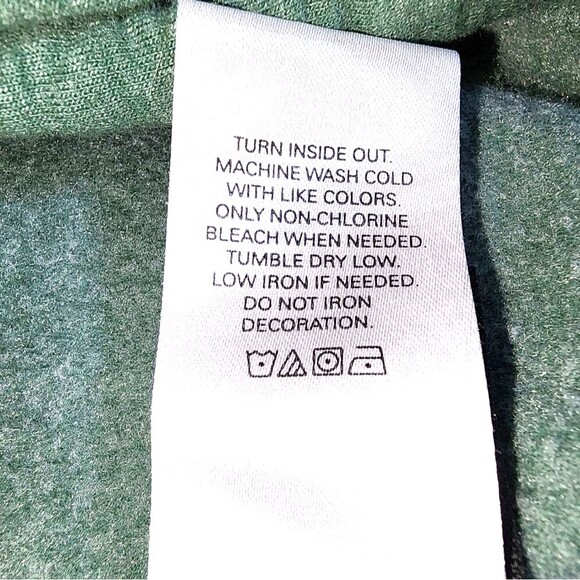 TURN INSIDE OUT.
MACHINE WASH COLD
WITH LIKE COLORS.
ONLY NON-CHLORINE
BLEACH WHEN NEEDED.
TUMBLE DRY LOW.
LOW IRON IF NEEDED.
DO NOT IRON
DECORATION.